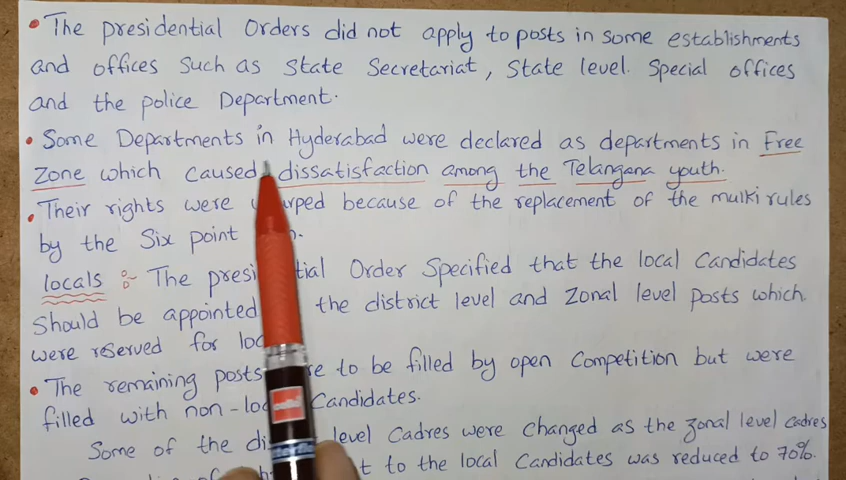 • The presidential Orders did not apply to posts in some establishments
and offices such as State Secretariat, State level Special offices
and the police Department.
• Some Departments in Hyderabad were declared as departments in Free
Zone which caused dissatisfaction among the Telangana youth.
• Their rights were because of the replacement of the mulki rules
by the Six point
locals :- The Order Specified that the local Candidates
Should be appointed the district level and Zonal level posts which
were reserved for
• The remaining posts to be filled by open Competition but were
filled with Candidates.
Some of the level Cadres were changed as the zonal level cadres
to the local Candidates was reduced to 70%.